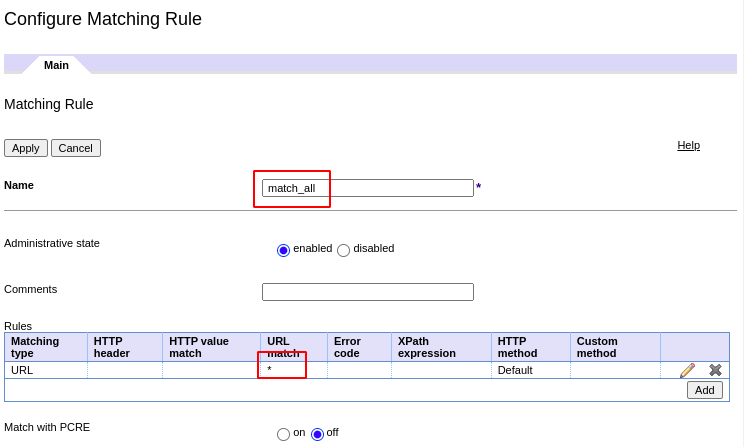 Configure Matching Rule
Main
Matching Rule
Apply Cancel Help
Name match_all *
Administrative state enabled disabled
Comments
Rules
Matching type HTTP header HTTP value match URL match Error code XPath expression HTTP method Custom method
URL * Default
Add
Match with PCRE on off